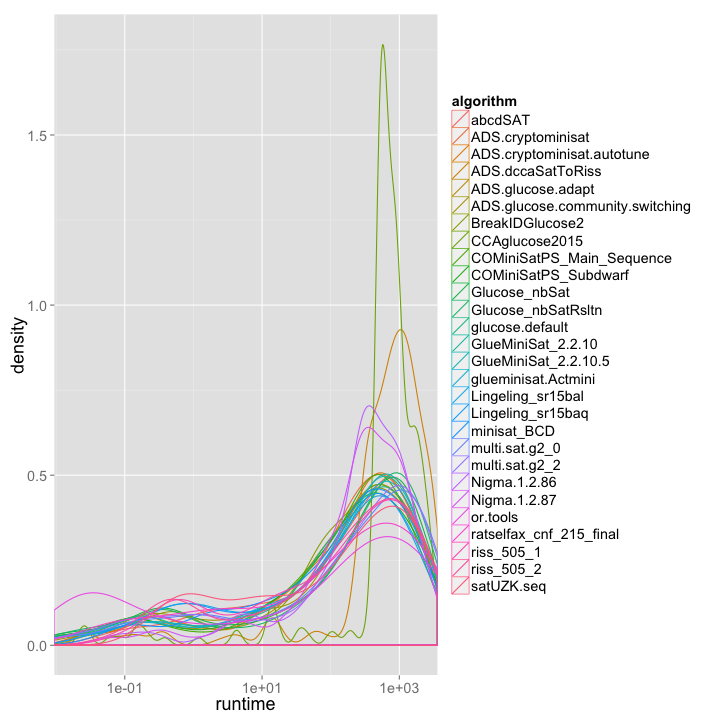 density
1.5
1.0
0.5
0.0
1e-01
1e+01
1e+03
runtime
algorithm
abcdSAT
ADS.cryptominisat
ADS.cryptominisat.autotune
ADS.dccaSatToRiss
ADS.glucose.adapt
ADS.glucose.community.switching
BreakIDGlucose2
CCAglucose2015
COMiniSatPS_Main_Sequence
COMiniSatPS_Subdwarf
Glucose_nbSat
Glucose_nbSatRsltn
glucose.default
GlueMiniSat_2.2.10
GlueMiniSat_2.2.10.5
glueminisat.Actmini
Lingeling_sr15bal
Lingeling_sr15baq
minisat_BCD
multi.sat.g2_0
multi.sat.g2_2
Nigma.1.2.86
Nigma.1.2.87
or.tools
ratselfax_cnf_215_final
riss_505_1
riss_505_2
satUZK.seq